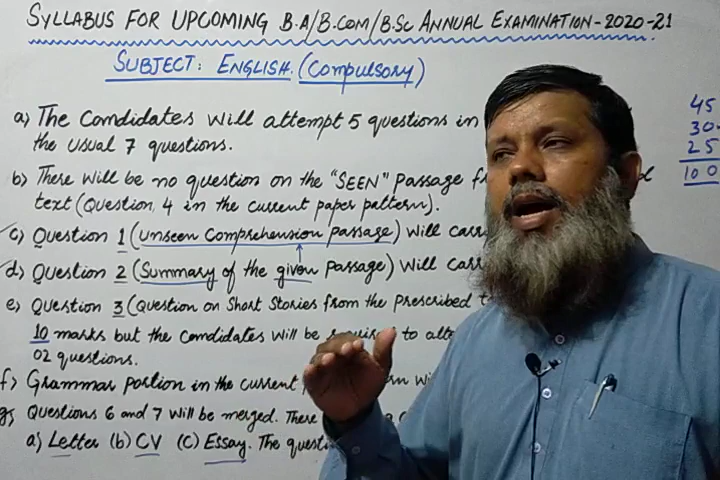 SYLLABUS FOR UPCOMING B.A/B.COM/B.SC ANNUAL EXAMINATION-2020-21
SUBJECT: ENGLISH (COMPULSORY)
a) The Candidates will attempt 5 questions in
the usual 7 questions.
b) There will be no question on the "SEEN" Passage
text (Question 4 in the current paper pattern).
c) Question 1 (Unseen Comprehension passage) will
d) Question 2 (Summary of the given passage) will
e) Question 3 (Question on Short Stories from the Prescribed
10 marks but the Candidates will be required to
02 questions.
f) Grammar portion in the current
g) Questions 6 and 7 will be merged. There
a) Letter (b) CV (c) Essay. The
45
30
25
100